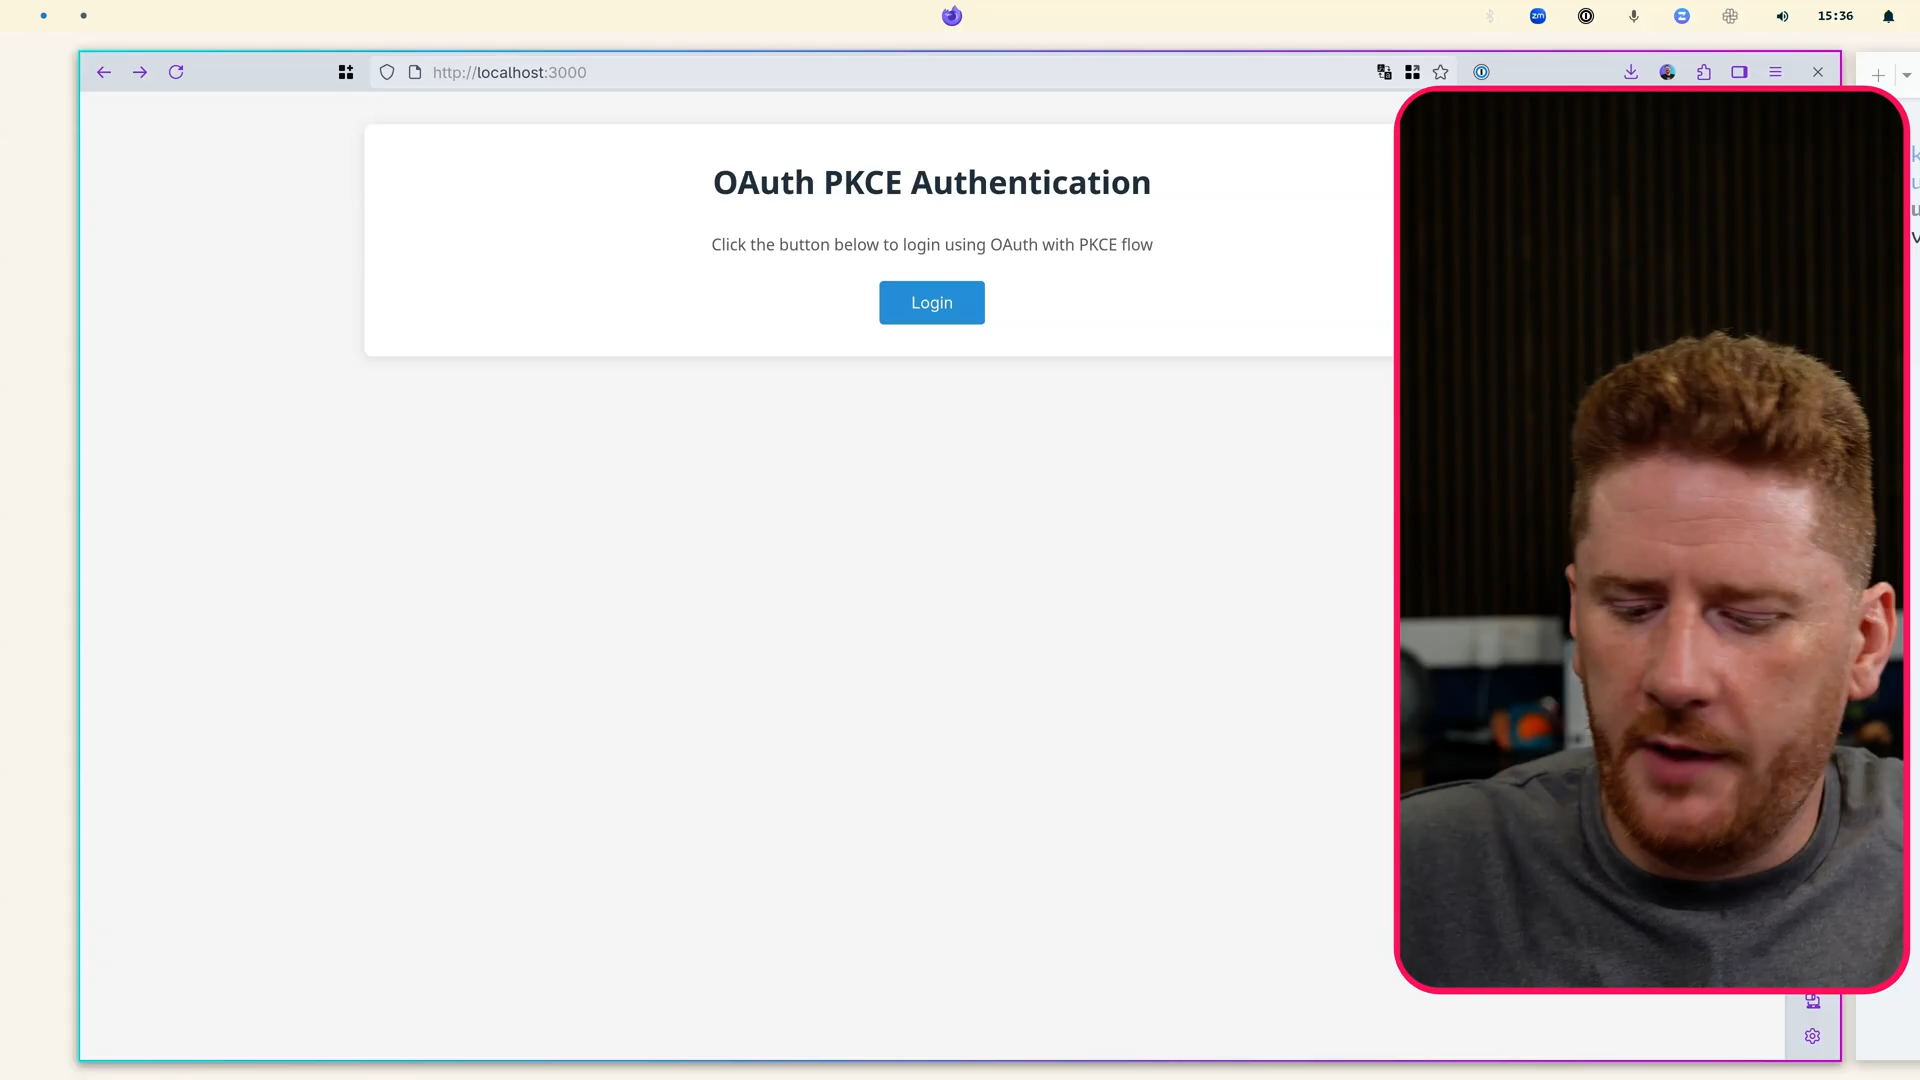 zm
15:36
http://localhost:3000
OAuth PKCE Authentication
Click the button below to login using OAuth with PKCE flow
Login